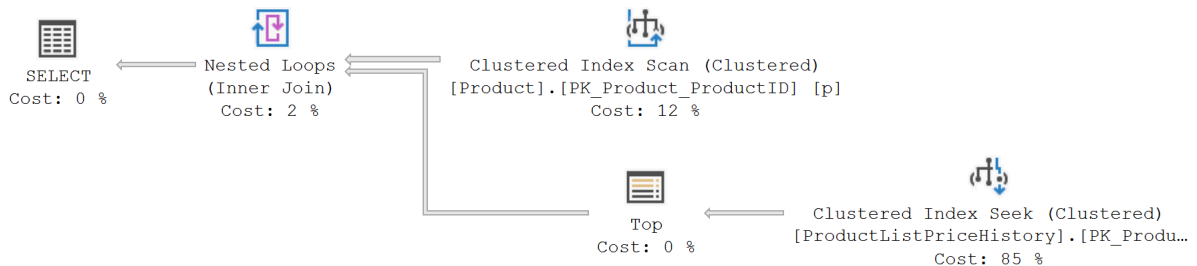 SELECT
Cost: 0 %
Nested Loops
(Inner Join)
Cost: 2 %
Clustered Index Scan (Clustered)
[Product].[PK_Product_ProductID] [p]
Cost: 12 %
Top
Cost: 0 %
Clustered Index Seek (Clustered)
[ProductListPriceHistory].[PK_Produ…
Cost: 85 %